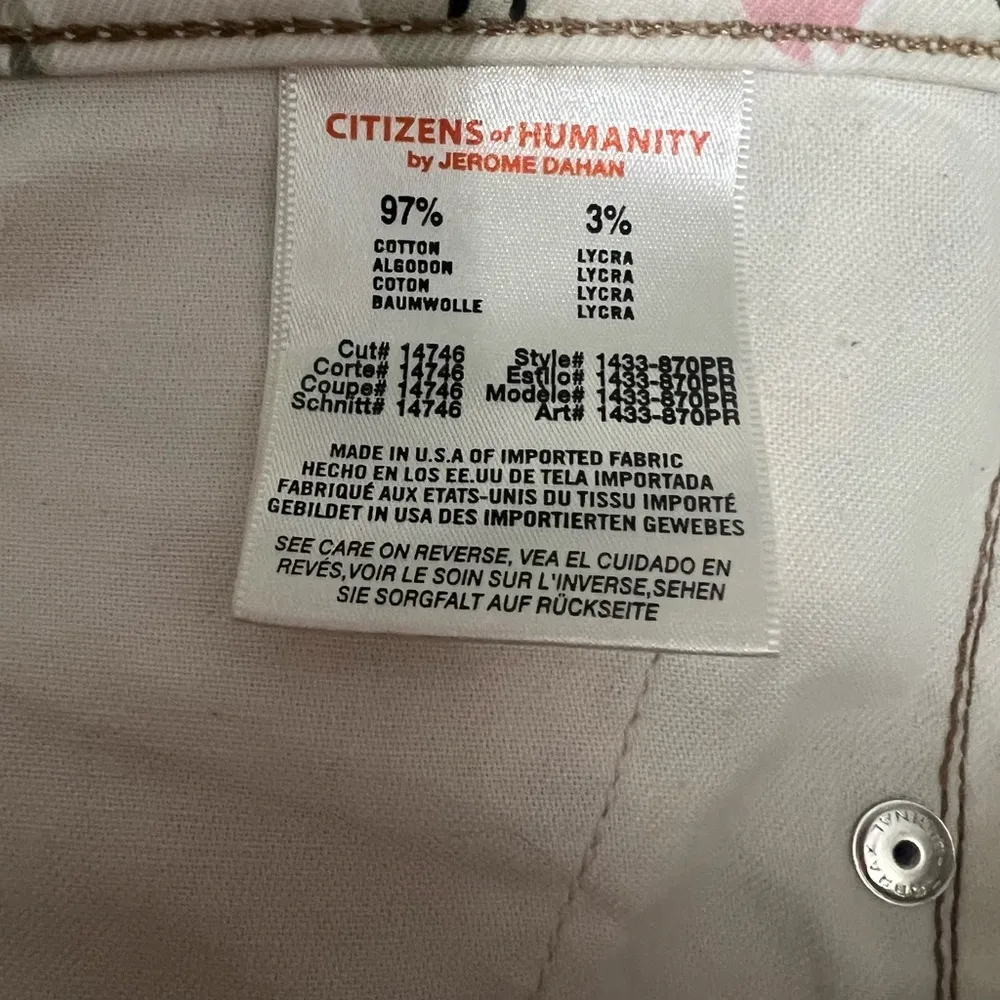 CITIZENS of HUMANITY
by JEROME DAHAN
97%
COTTON
ALGODON
COTON
BAUMWOLLE
3%
LYCRA
LYCRA
LYCRA
LYCRA
Cut# 14746
Corte# 14746
Coupe# 14746
Schnitt# 14746
Style# 1433-870PR
Estilo# 1433-870PR
Modèle# 1433-870PR
Art# 1433-870PR
MADE IN U.S.A OF IMPORTED FABRIC
HECHO EN LOS EE.UU DE TELA IMPORTADA
FABRIQUÉ AUX ETATS-UNIS DU TISSU IMPORTÉ
GEBILDET IN USA DES IMPORTIERTEN GEWEBES
SEE CARE ON REVERSE, VEA EL CUIDADO EN
REVÉS,VOIR LE SOIN SUR L'INVERSE,SEHEN
SIE SORGFALT AUF RÜCKSEITE